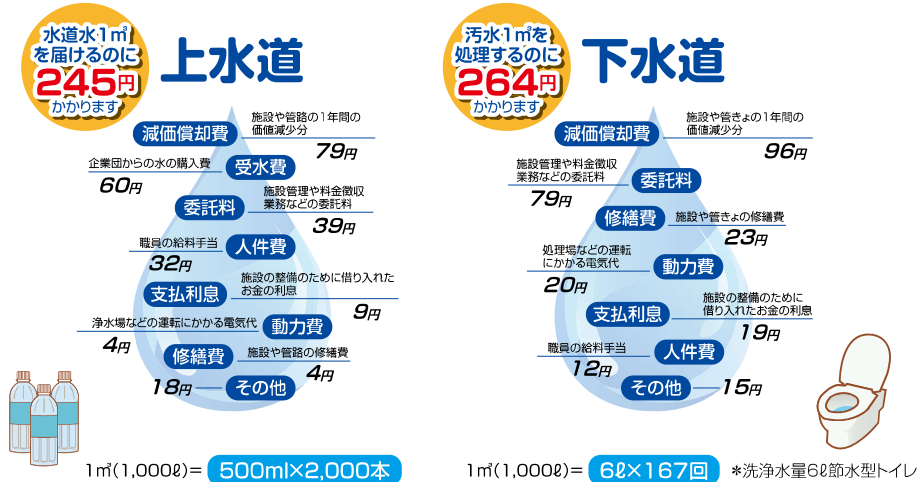 水道水1㎥
を届けるのに
245円
かかります
上水道
減価償却費
施設や管路の1年間の
価値減少分
79円
企業団からの水の購入費
60円
受水費
委託料
施設管理や料金徴収
業務などの委託料
39円
職員の給料手当
32円
人件費
支払利息
施設の整備のために借り入れた
お金の利息
9円
浄水場などの運転にかかる電気代
4円
動力費
修繕費
施設や管路の修繕費
4円
18円
その他
1㎥(1,000ℓ)= 500ml×2,000本
汚水1㎥を
処理するのに
264円
かかります
下水道
減価償却費
施設や管きょの1年間の
価値減少分
96円
施設管理や料金徴収
業務などの委託料
79円
委託料
修繕費
施設や管きょの修繕費
23円
処理場などの運転
にかかる電気代
20円
動力費
支払利息
施設の整備のために
借り入れたお金の利息
19円
職員の給料手当
12円
人件費
その他
15円
1㎥(1,000ℓ)= 6ℓ×167回 *洗浄水量6ℓ節水型トイレ